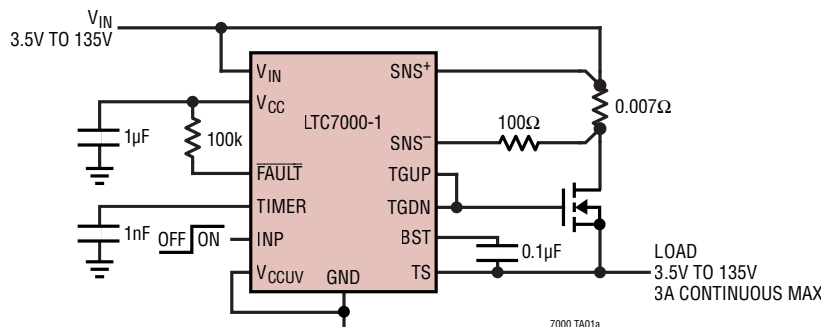 VIN
3.5V TO 135V
VIN
VCC
FAULT
TIMER
INP
VCCUV
GND
LTC7000-1
SNS+
SNS–
TGUP
TGDN
BST
TS
1µF
100k
1nF
OFF ON
100Ω
0.007Ω
0.1µF
LOAD
3.5V TO 135V
3A CONTINUOUS MAX
7000 TA01a